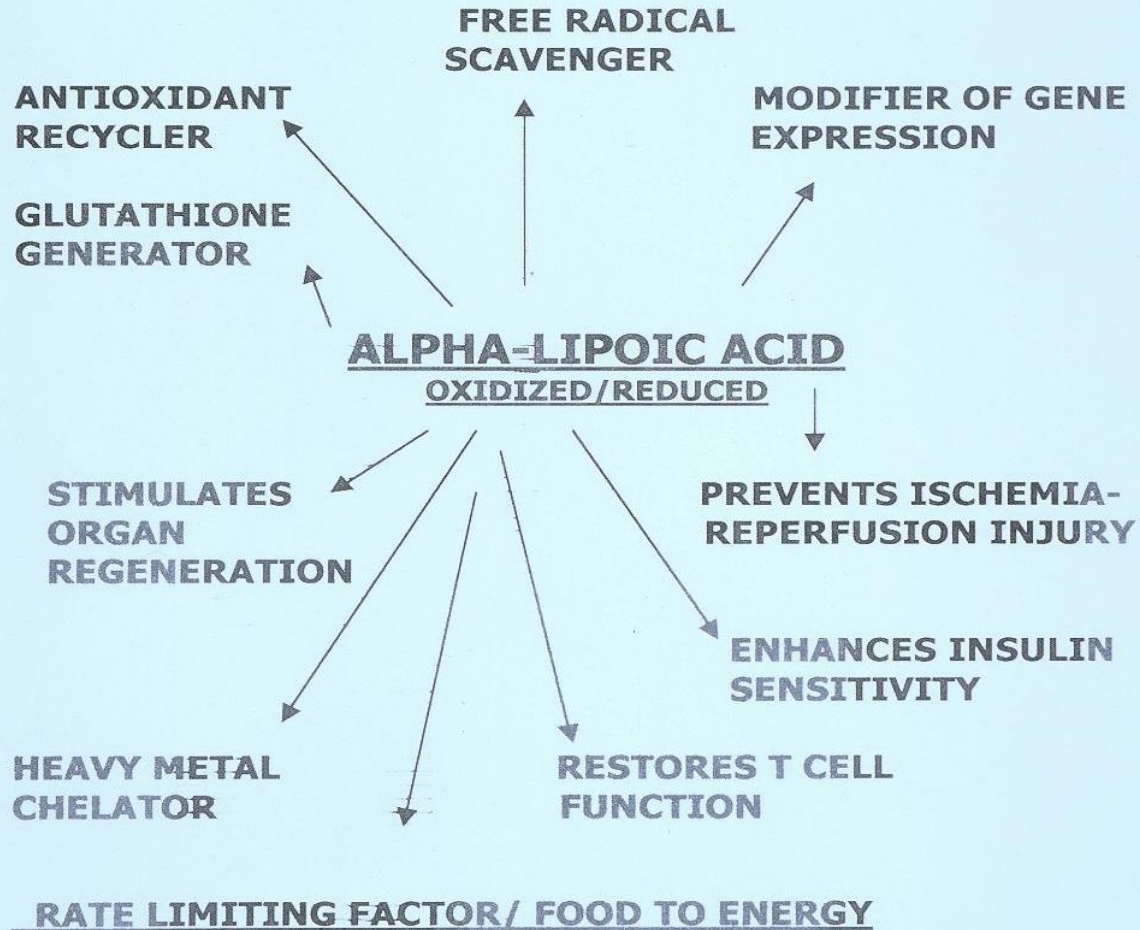 FREE RADICAL
SCAVENGER
ANTIOXIDANT
RECYCLER
MODIFIER OF GENE
EXPRESSION
GLUTATHIONE
GENERATOR
ALPHA-LIPOIC ACID
OXIDIZED/REDUCED
STIMULATES
ORGAN
REGENERATION
PREVENTS ISCHEMIA-
REPERFUSION INJURY
ENHANCES INSULIN
SENSITIVITY
HEAVY METAL
CHELATOR
RESTORES T CELL
FUNCTION
RATE LIMITING FACTOR/ FOOD TO ENERGY